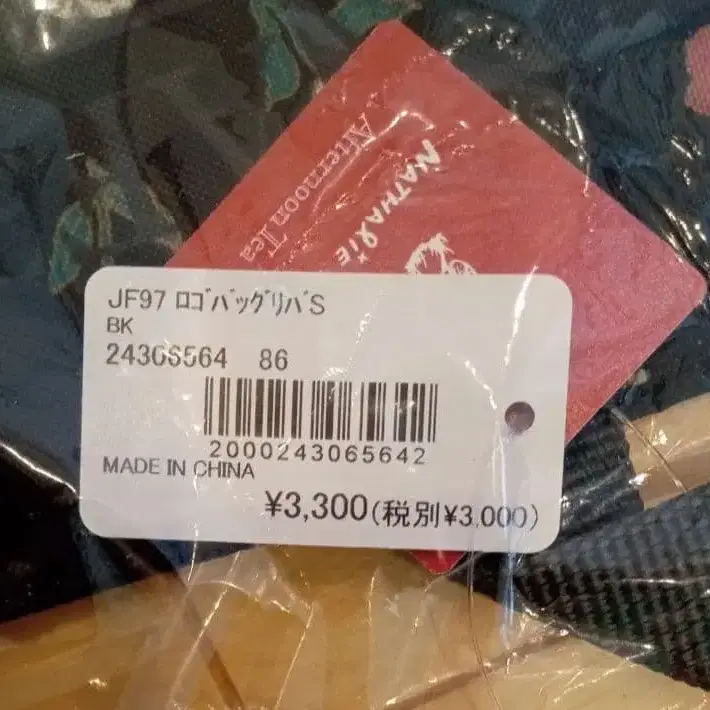 Afternoon Tea
NATHALiE
JF97 ﾛｺﾞﾊﾞｯｸﾞﾘﾊﾞS
BK
24306564 86
2000243065642
MADE IN CHINA
¥3,300(税別¥3,000)